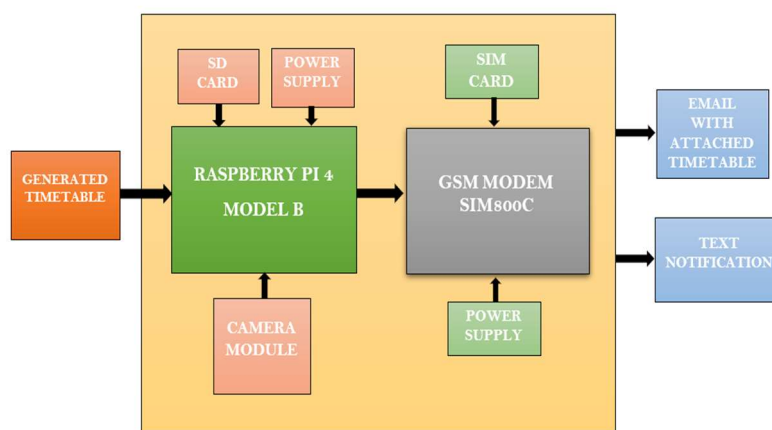 GENERATED
TIMETABLE
SD
CARD
POWER
SUPPLY
RASPBERRY PI 4
MODEL B
CAMERA
MODULE
SIM
CARD
GSM MODEM
SIM800C
POWER
SUPPLY
EMAIL
WITH
ATTACHED
TIMETABLE
TEXT
NOTIFICATION